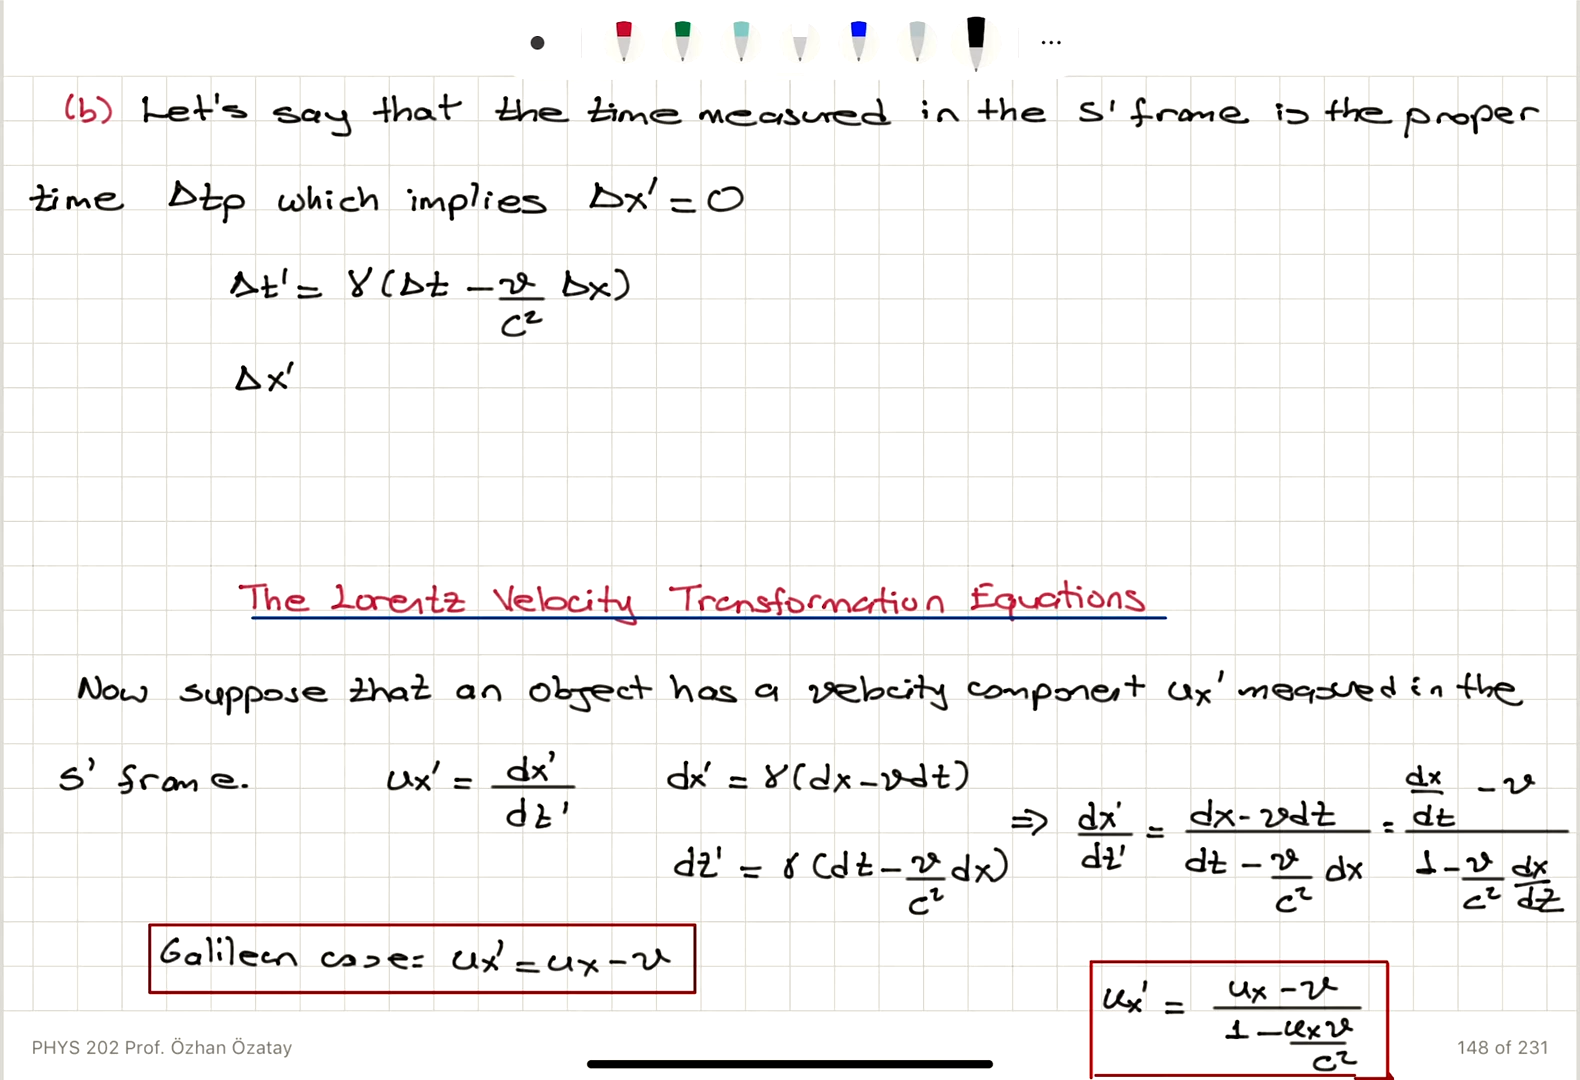 (b) Let's say that the time measured in the S' frame is the proper
time Δtp which implies Δx' = 0
Δt' = γ(Δt - v/c² Δx)
Δx'
The Lorentz Velocity Transformation Equations
Now suppose that an object has a velocity component ux' measured in the
S' frame. ux' = dx'/dt' dx' = γ(dx - vdt)
dt' = γ(dt - v/c² dx) ⇒ dx'/dt' = (dx - vdt)/(dt - v/c² dx) = (dx/dt - v)/(1 - v/c² dx/dt)
Galilean case: ux' = ux - v
ux' = (ux - v)/(1 - uxv/c²)
PHYS 202 Prof. Özhan Özatay
148 of 231